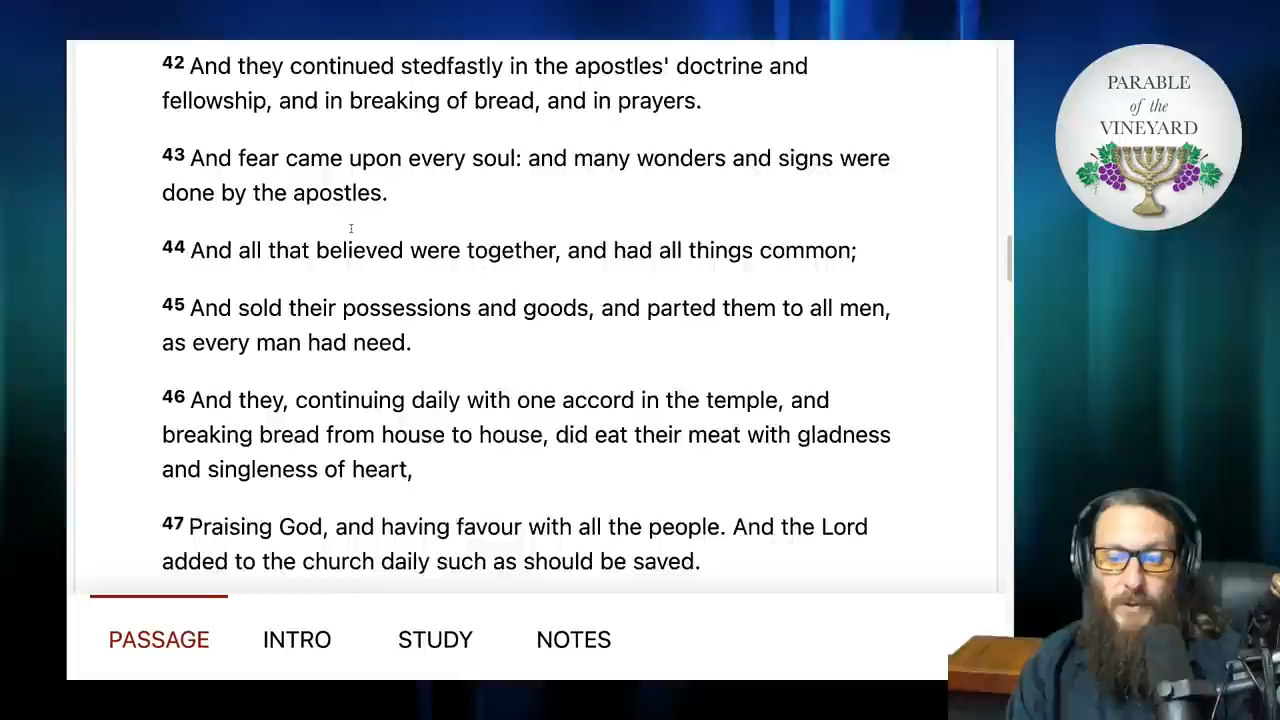 42 And they continued stedfastly in the apostles' doctrine and
fellowship, and in breaking of bread, and in prayers.
43 And fear came upon every soul: and many wonders and signs were
done by the apostles.
44 And all that believed were together, and had all things common;
45 And sold their possessions and goods, and parted them to all men,
as every man had need.
46 And they, continuing daily with one accord in the temple, and
breaking bread from house to house, did eat their meat with gladness
and singleness of heart,
47 Praising God, and having favour with all the people. And the Lord
added to the church daily such as should be saved.
PASSAGE INTRO STUDY NOTES
PARABLE
of the
VINEYARD